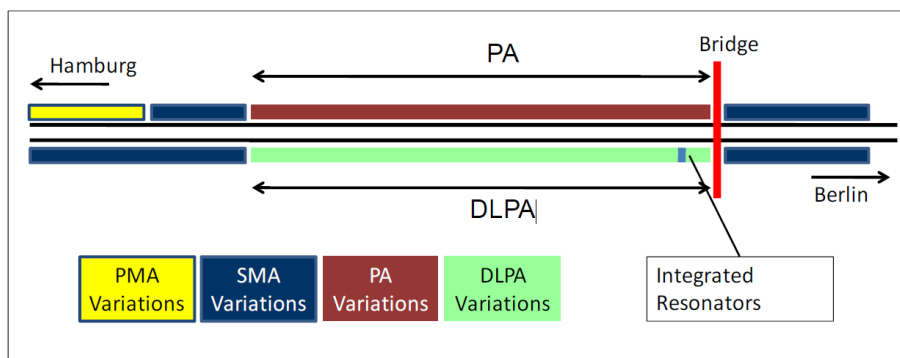 PA
Bridge
Hamburg
DLPA
Berlin
PMA
Variations
SMA
Variations
PA
Variations
DLPA
Variations
Integrated
Resonators